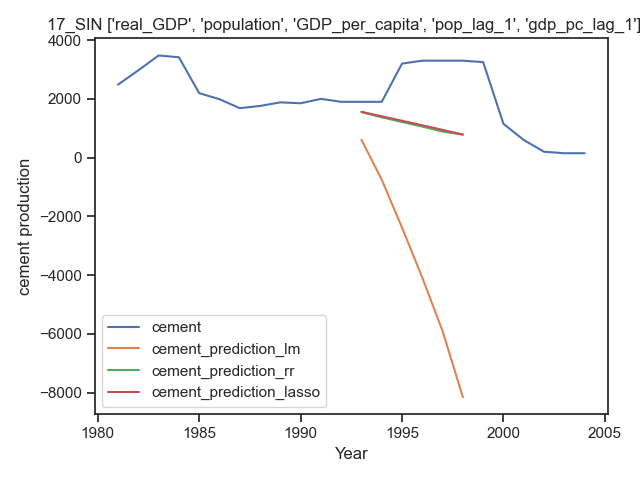 17_SIN ['real_GDP', 'population', 'GDP_per_capita', 'pop_lag_1', 'gdp_pc_lag_1']
4000
2000
0
−2000
−4000
−6000
−8000
cement production
cement
cement_prediction_lm
cement_prediction_rr
cement_prediction_lasso
1980
1985
1990
1995
2000
2005
Year